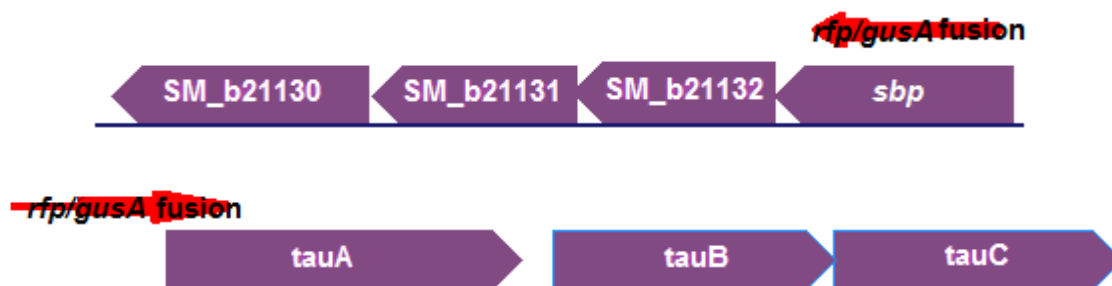 rfp/gusA fusion
SM_b21130 SM_b21131 SM_b21132 sbp
rfp/gusA fusion
tauA tauB tauC